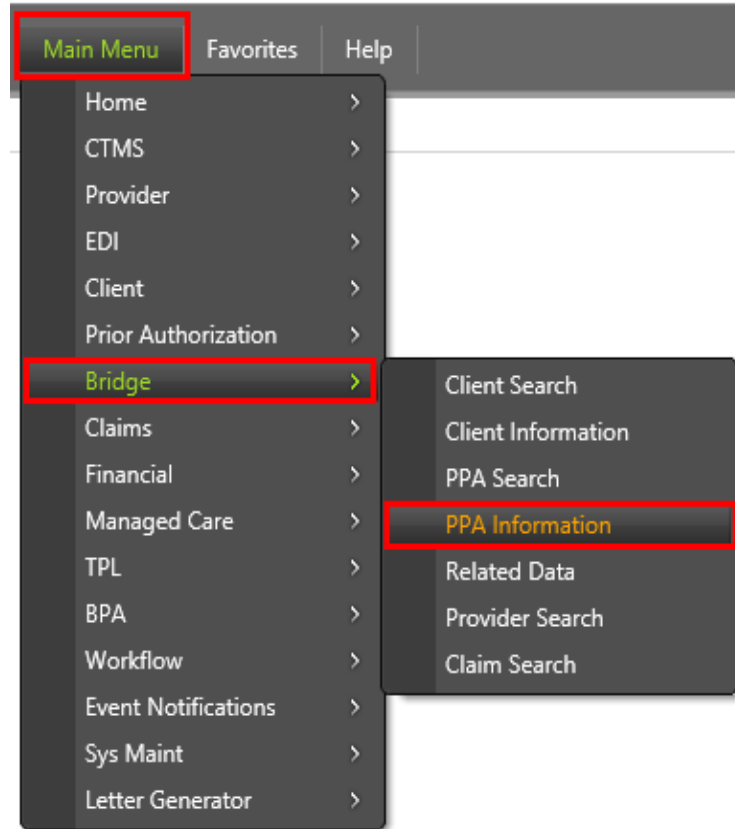 Main Menu Favorites Help
Home
CTMS
Provider
EDI
Client
Prior Authorization
Bridge
Claims
Financial
Managed Care
TPL
BPA
Workflow
Event Notifications
Sys Maint
Letter Generator
Client Search
Client Information
PPA Search
PPA Information
Related Data
Provider Search
Claim Search